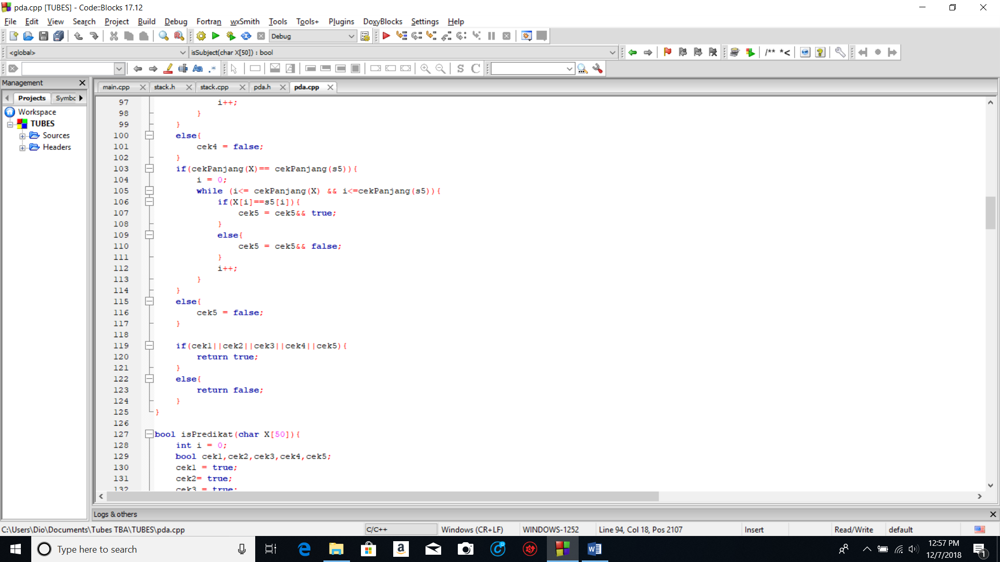 pda.cpp [TUBES] - Code::Blocks 17.12
File Edit View Search Project Build Debug Fortran wxSmith Tools Tools+ Plugins DoxyBlocks Settings Help
Debug
<global> isSubject(char X[50]) : bool /** *<
Aa .* S C
Management
main.cpp stack.h stack.cpp pda.h pda.cpp
Projects Symbc
Workspace
TUBES
Sources
Headers
97 i++;
98 }
99 }
100 else{
101 cek4 = false;
102 }
103 if(cekPanjang(X)== cekPanjang(s5)){
104 i = 0;
105 while (i<= cekPanjang(X) && i<=cekPanjang(s5)){
106 if(X[i]==s5[i]){
107 cek5 = cek5&& true;
108 }
109 else{
110 cek5 = cek5&& false;
111 }
112 i++;
113 }
114 }
115 else{
116 cek5 = false;
117 }
118
119 if(cek1||cek2||cek3||cek4||cek5){
120 return true;
121 }
122 else{
123 return false;
124 }
125 }
126
127 bool isPredikat(char X[50]){
128 int i = 0;
129 bool cek1,cek2,cek3,cek4,cek5;
130 cek1 = true;
131 cek2= true;
132 cek3 = true;
Logs & others
C:\Users\Dio\Documents\Tubes TBA\TUBES\pda.cpp C/C++ Windows (CR+LF) WINDOWS-1252 Line 94, Col 18, Pos 2107 Insert Read/Write default
Type here to search
12:57 PM
12/7/2018
1